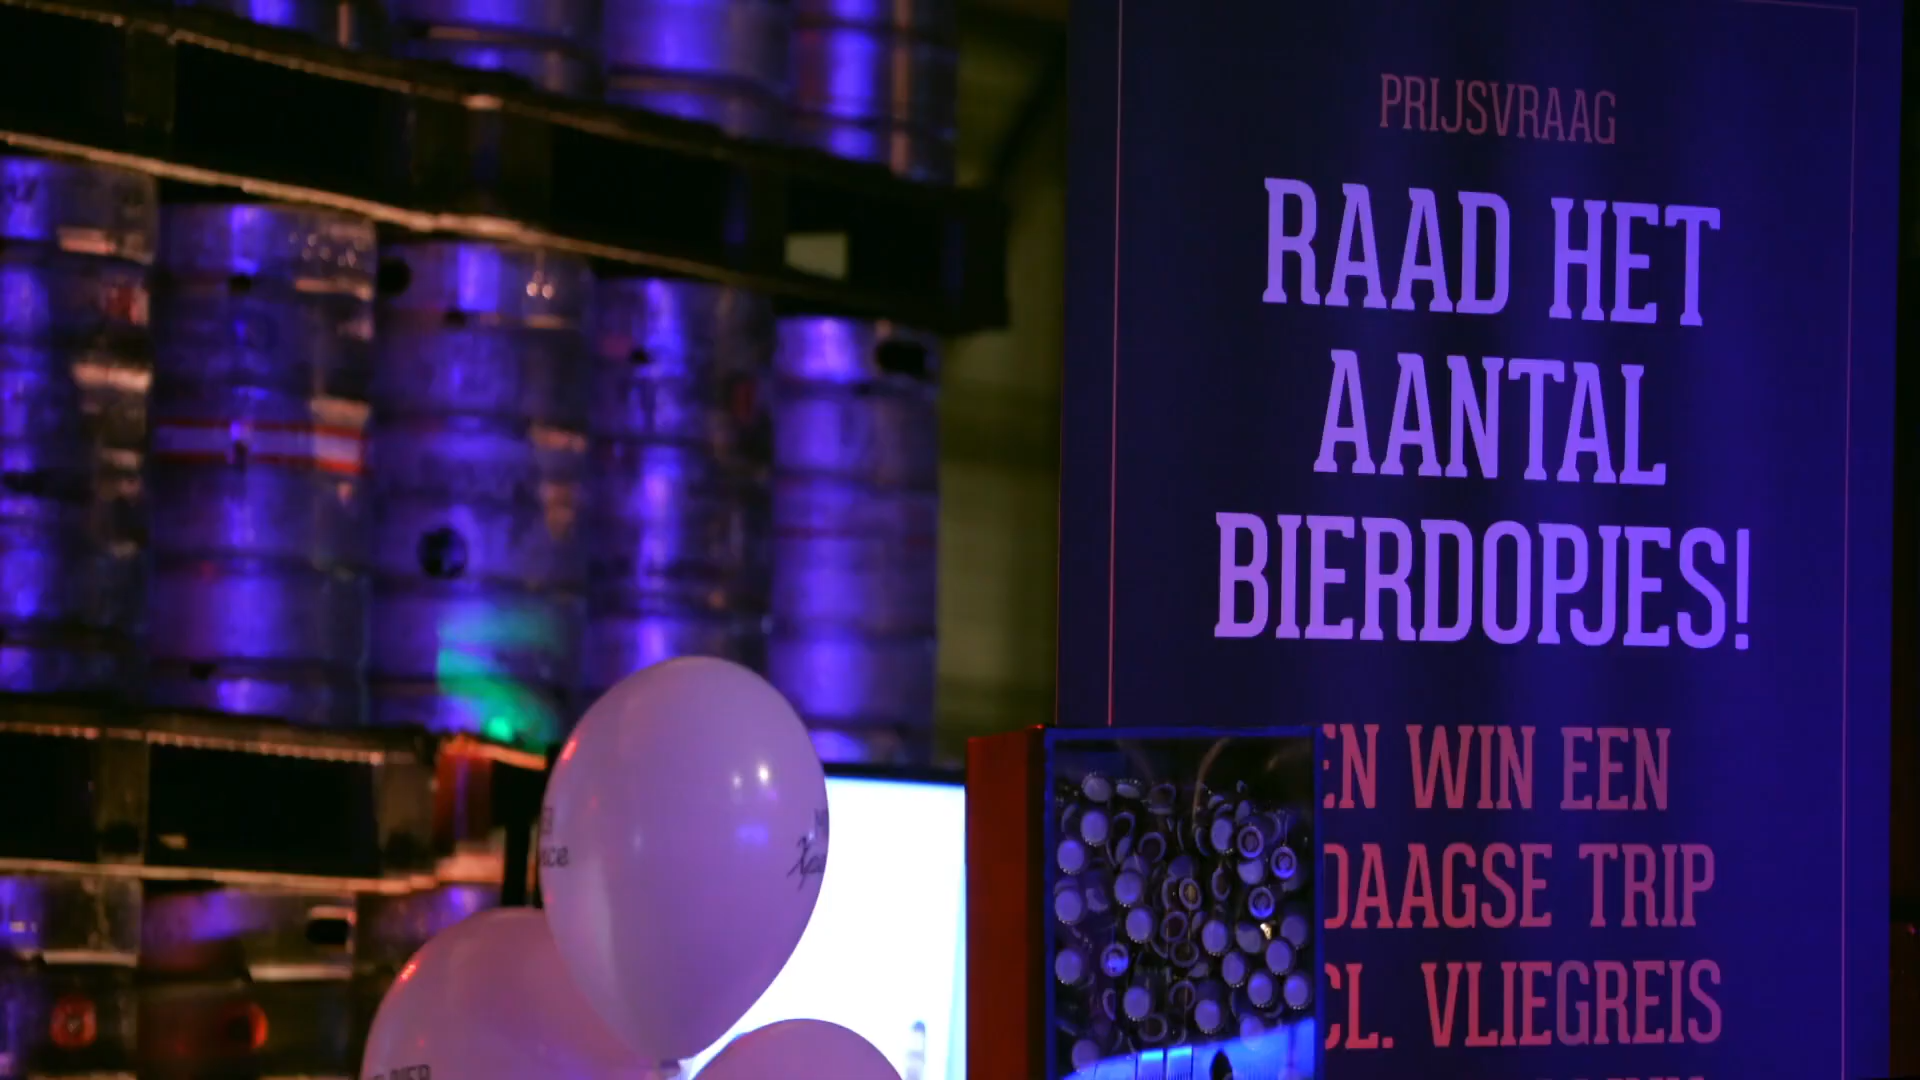 PRIJSVRAAG
RAAD HET
AANTAL
BIERDOPJES!
EN WIN EEN
DAAGSE TRIP
CL. VLIEGREIS